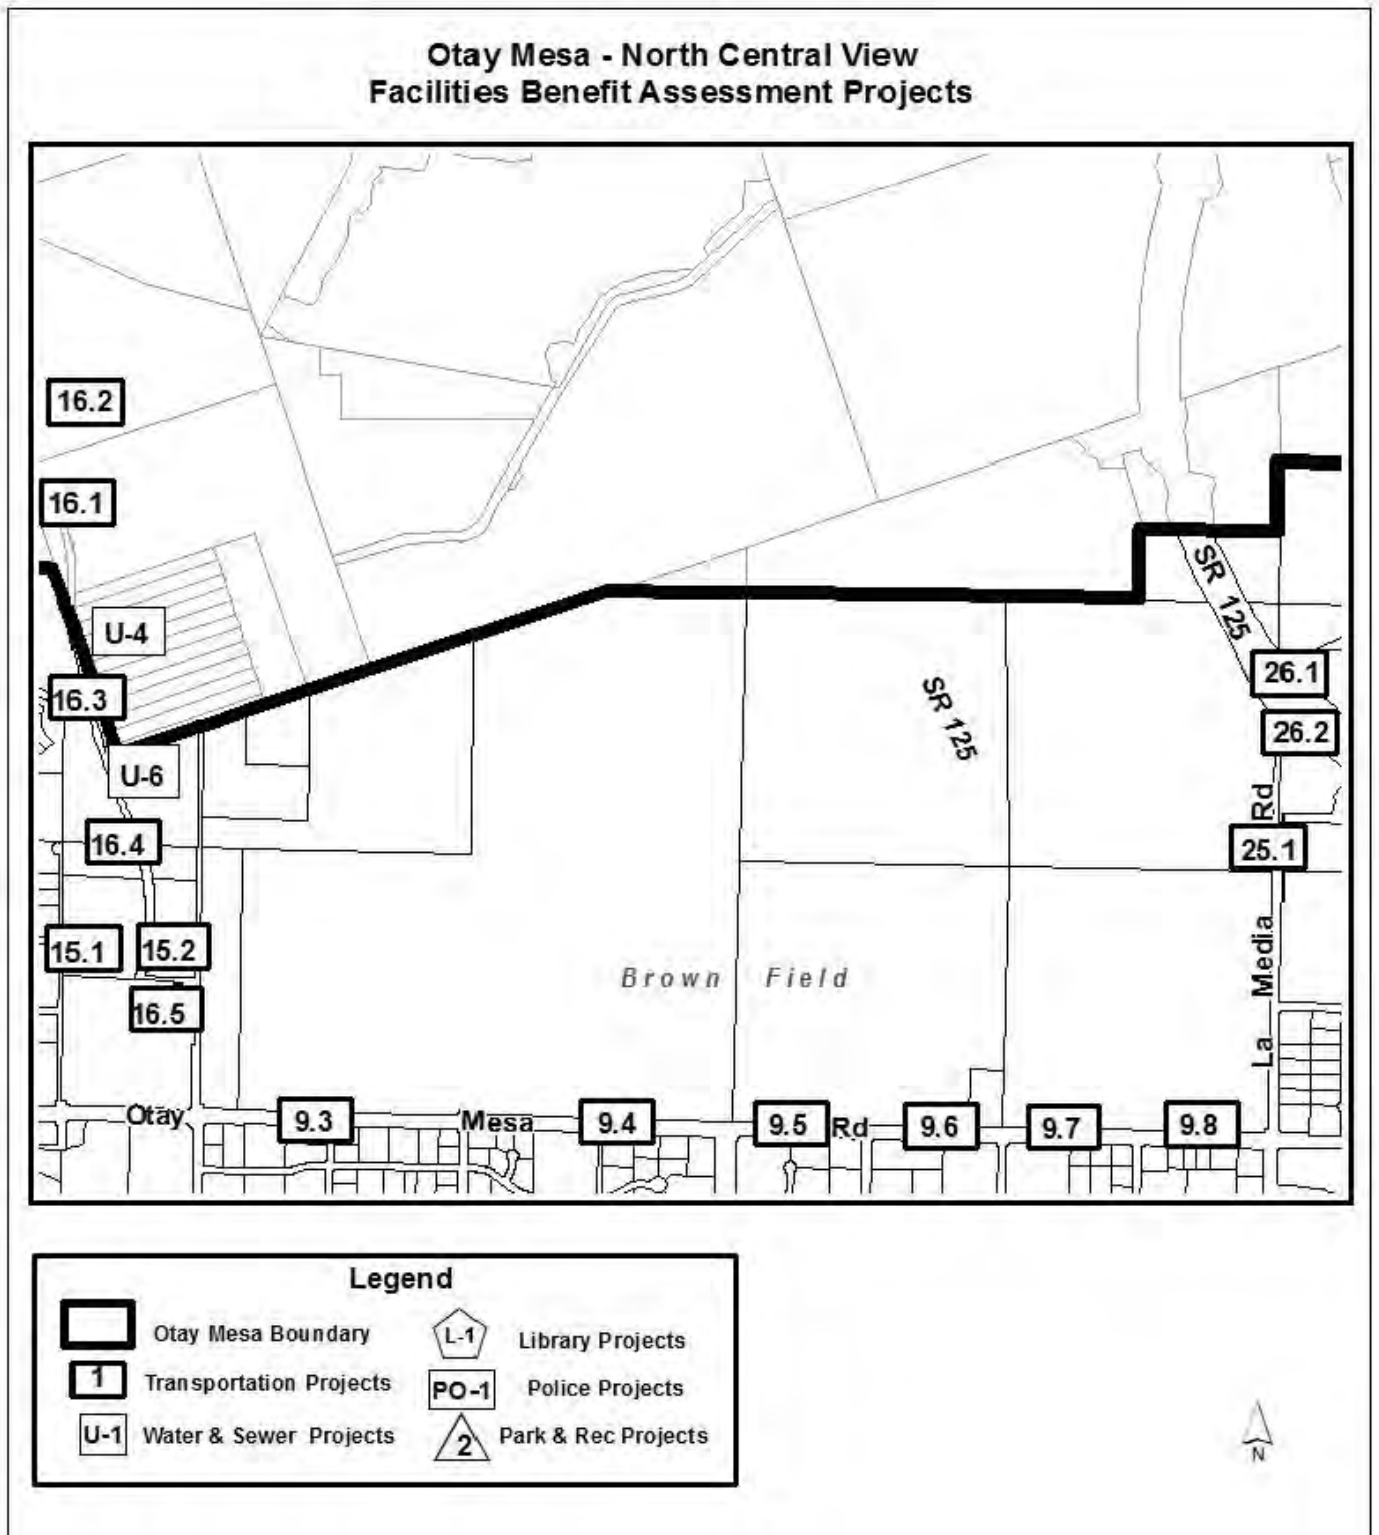 Otay Mesa - North Central View
Facilities Benefit Assessment Projects
16.2
16.1
SR 125
U-4
26.1
16.3
SR 125
26.2
U-6
Rd
16.4
25.1
15.1
15.2
La Media
Brown Field
16.5
Otay
9.3
Mesa
9.4
9.5
Rd
9.6
9.7
9.8
Legend
Otay Mesa Boundary
L-1
Library Projects
1
Transportation Projects
PO-1
Police Projects
U-1
Water & Sewer Projects
2
Park & Rec Projects
N